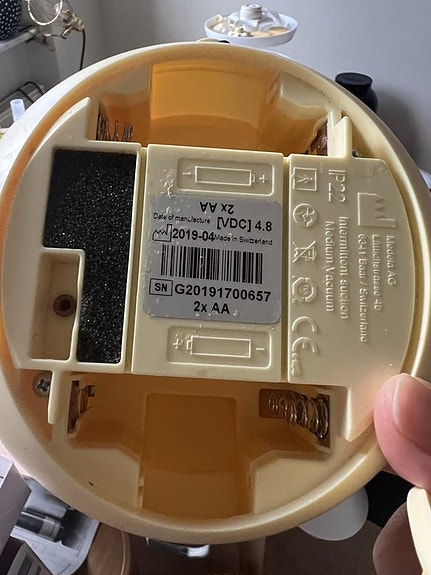 2x AA
Date of manufacture [VDC] 4.8
2019-04 Made in Switzerland
SN G20191700657
2x AA
IP22
Intermittent suction
Medium Vacuum
CE
Medela AG
Lättichstrasse 4b
6341 Baar / Switzerland